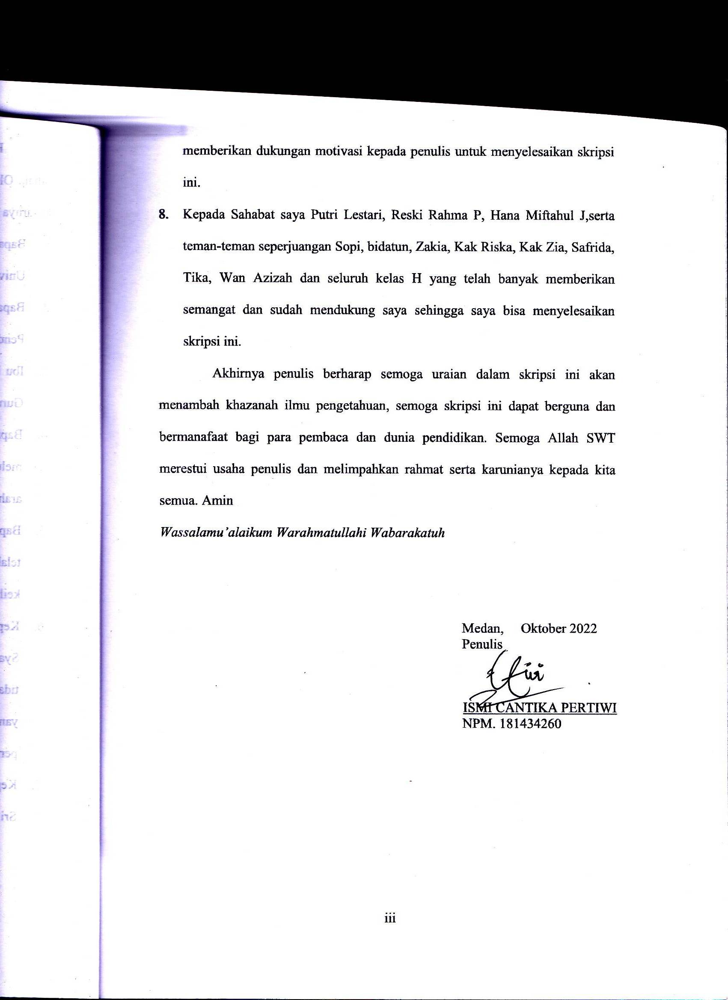 memberikan dukungan motivasi kepada penulis untuk menyelesaikan skripsi
ini.
8. Kepada Sahabat saya Putri Lestari, Reski Rahma P, Hana Miftahul J,serta
teman-teman seperjuangan Sopi, bidatun, Zakia, Kak Riska, Kak Zia, Safrida,
Tika, Wan Azizah dan seluruh kelas H yang telah banyak memberikan
semangat dan sudah mendukung saya sehingga saya bisa menyelesaikan
skripsi ini.
Akhirnya penulis berharap semoga uraian dalam skripsi ini akan
menambah khazanah ilmu pengetahuan, semoga skripsi ini dapat berguna dan
bermanafaat bagi para pembaca dan dunia pendidikan. Semoga Allah SWT
merestui usaha penulis dan melimpahkan rahmat serta karunianya kepada kita
semua. Amin
Wassalamu'alaikum Warahmatullahi Wabarakatuh
Medan, Oktober 2022
Penulis
ISMI CANTIKA PERTIWI
NPM. 181434260
iii